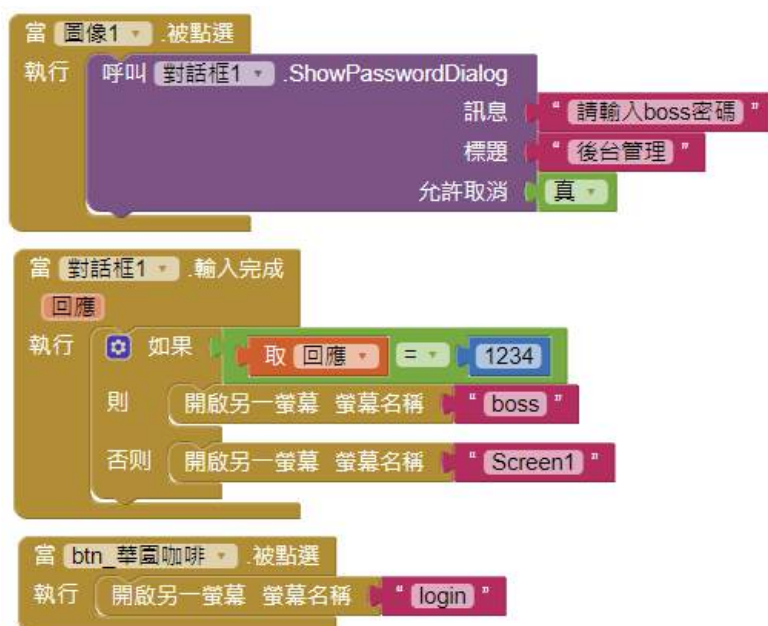 當 圖像1 .被點選
執行 呼叫 對話框1 .ShowPasswordDialog
訊息 " 請輸入boss密碼 "
標題 " 後台管理 "
允許取消 真
當 對話框1 .輸入完成
回應
執行 如果 取 回應 = 1234
則 開啟另一螢幕 螢幕名稱 " boss "
否則 開啟另一螢幕 螢幕名稱 " Screen1 "
當 btn_華園咖啡 .被點選
執行 開啟另一螢幕 螢幕名稱 " login "